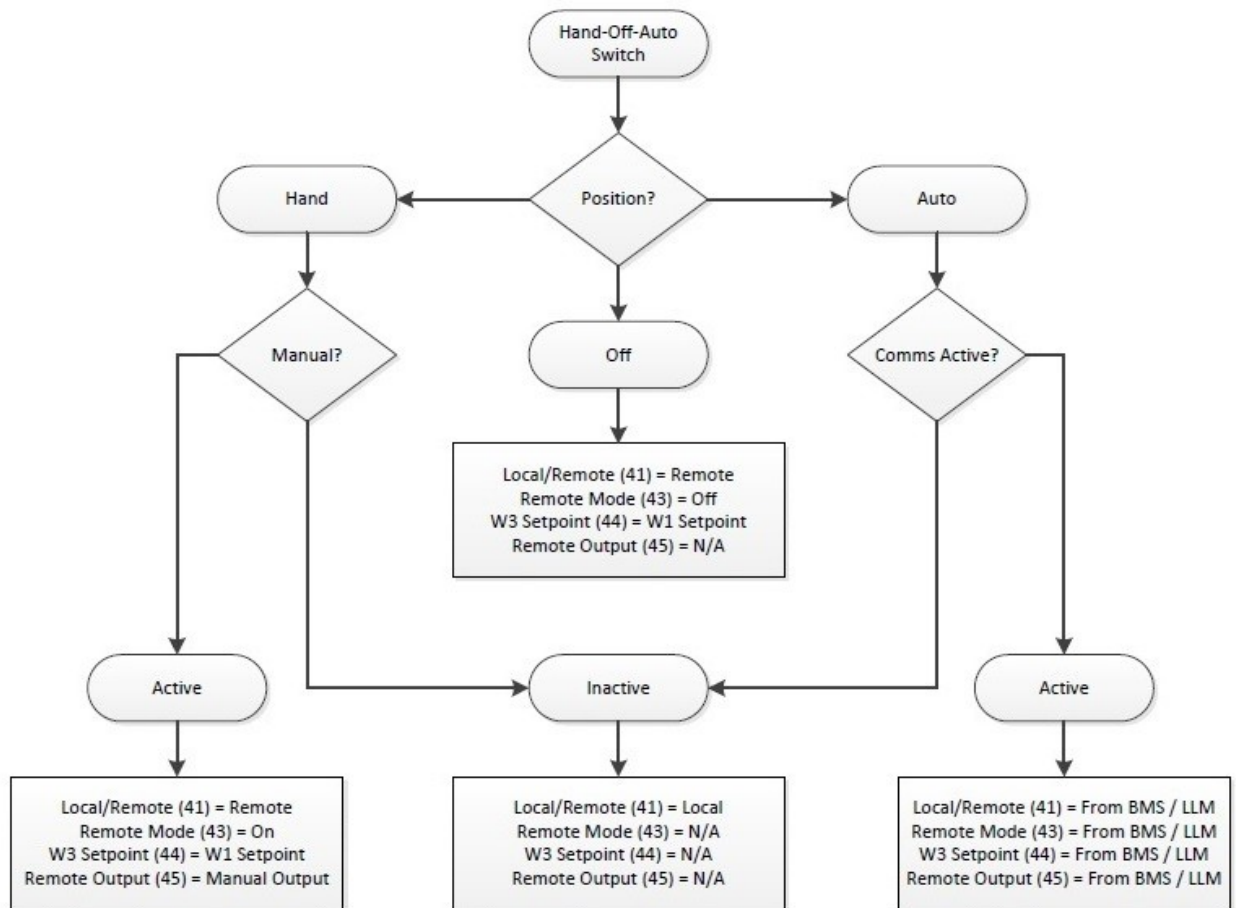 Hand-Off-Auto
Switch
Hand
Position?
Auto
Manual?
Off
Comms Active?
Local/Remote (41) = Remote
Remote Mode (43) = Off
W3 Setpoint (44) = W1 Setpoint
Remote Output (45) = N/A
Active
Inactive
Active
Local/Remote (41) = Remote
Remote Mode (43) = On
W3 Setpoint (44) = W1 Setpoint
Remote Output (45) = Manual Output
Local/Remote (41) = Local
Remote Mode (43) = N/A
W3 Setpoint (44) = N/A
Remote Output (45) = N/A
Local/Remote (41) = From BMS / LLM
Remote Mode (43) = From BMS / LLM
W3 Setpoint (44) = From BMS / LLM
Remote Output (45) = From BMS / LLM